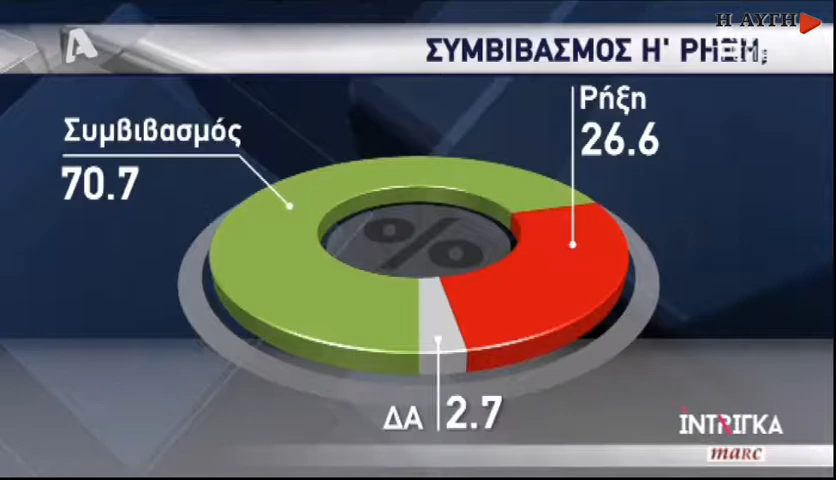 Η ΑΥΓΗ
ΣΥΜΒΙΒΑΣΜΟΣ Η' ΡΗΞΗ;
Συμβιβασμός
70.7
Ρήξη
26.6
%
ΔΑ
2.7
ΙΝΤΡΙΓΚΑ
marc